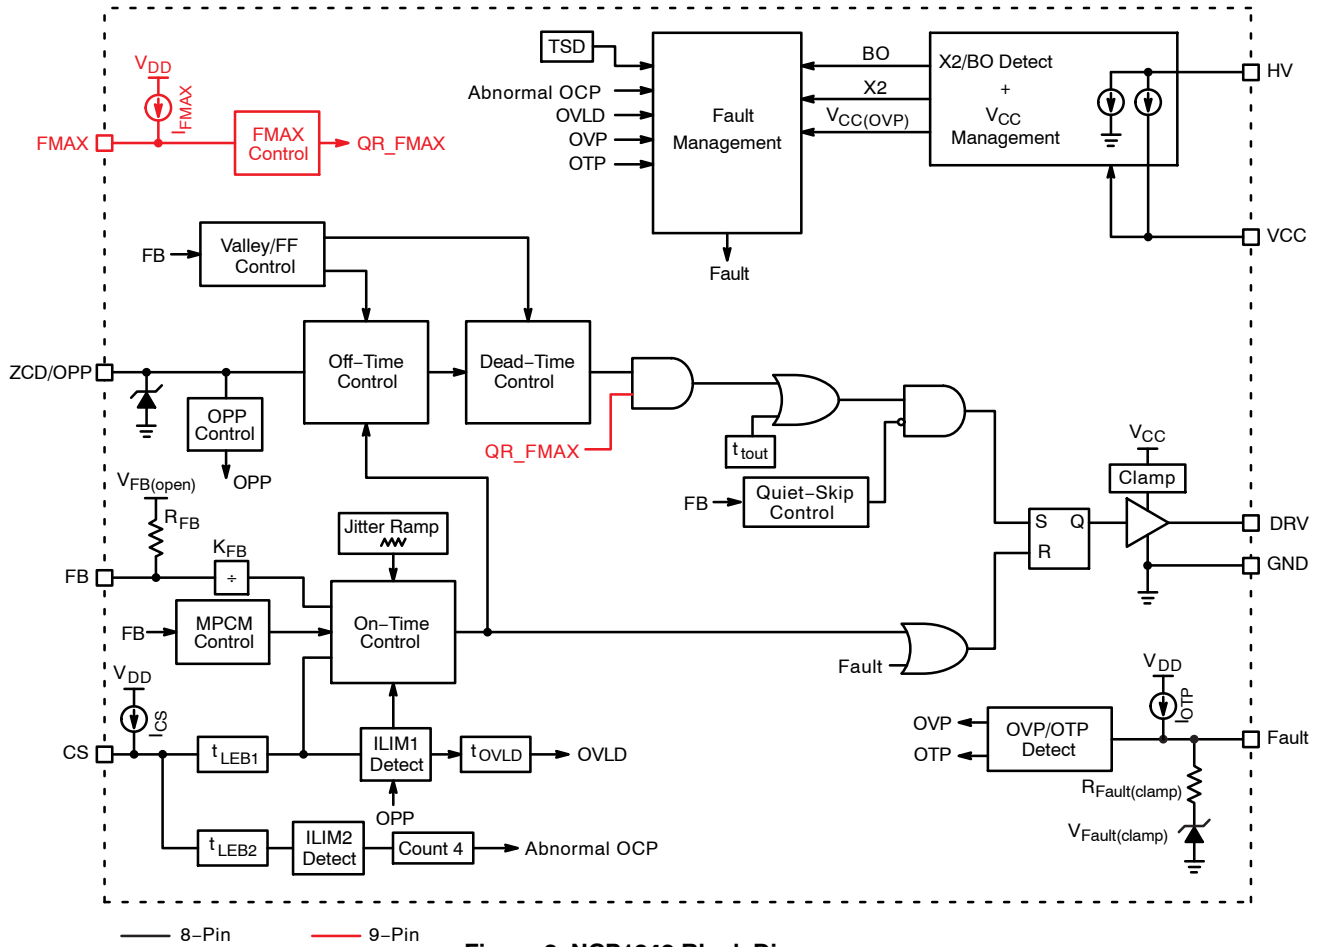 VDD
IFMAX
FMAX
FMAX
Control
QR_FMAX
TSD
Abnormal OCP
OVLD
OVP
OTP
Fault
Management
Fault
BO
X2
VCC(OVP)
X2/BO Detect
+
VCC
Management
HV
VCC
FB
Valley/FF
Control
ZCD/OPP
OPP
Control
OPP
Off-Time
Control
Dead-Time
Control
QR_FMAX
ttout
FB
Quiet-Skip
Control
VCC
Clamp
S Q
R
DRV
GND
VFB(open)
RFB
FB
KFB
÷
Jitter Ramp
FB
MPCM
Control
On-Time
Control
Fault
VDD
ICS
CS
tLEB1
ILIM1
Detect
tOVLD
OVLD
OPP
tLEB2
ILIM2
Detect
Count 4
Abnormal OCP
VDD
IOTP
OVP
OTP
OVP/OTP
Detect
Fault
RFault(clamp)
VFault(clamp)
8-Pin
9-Pin